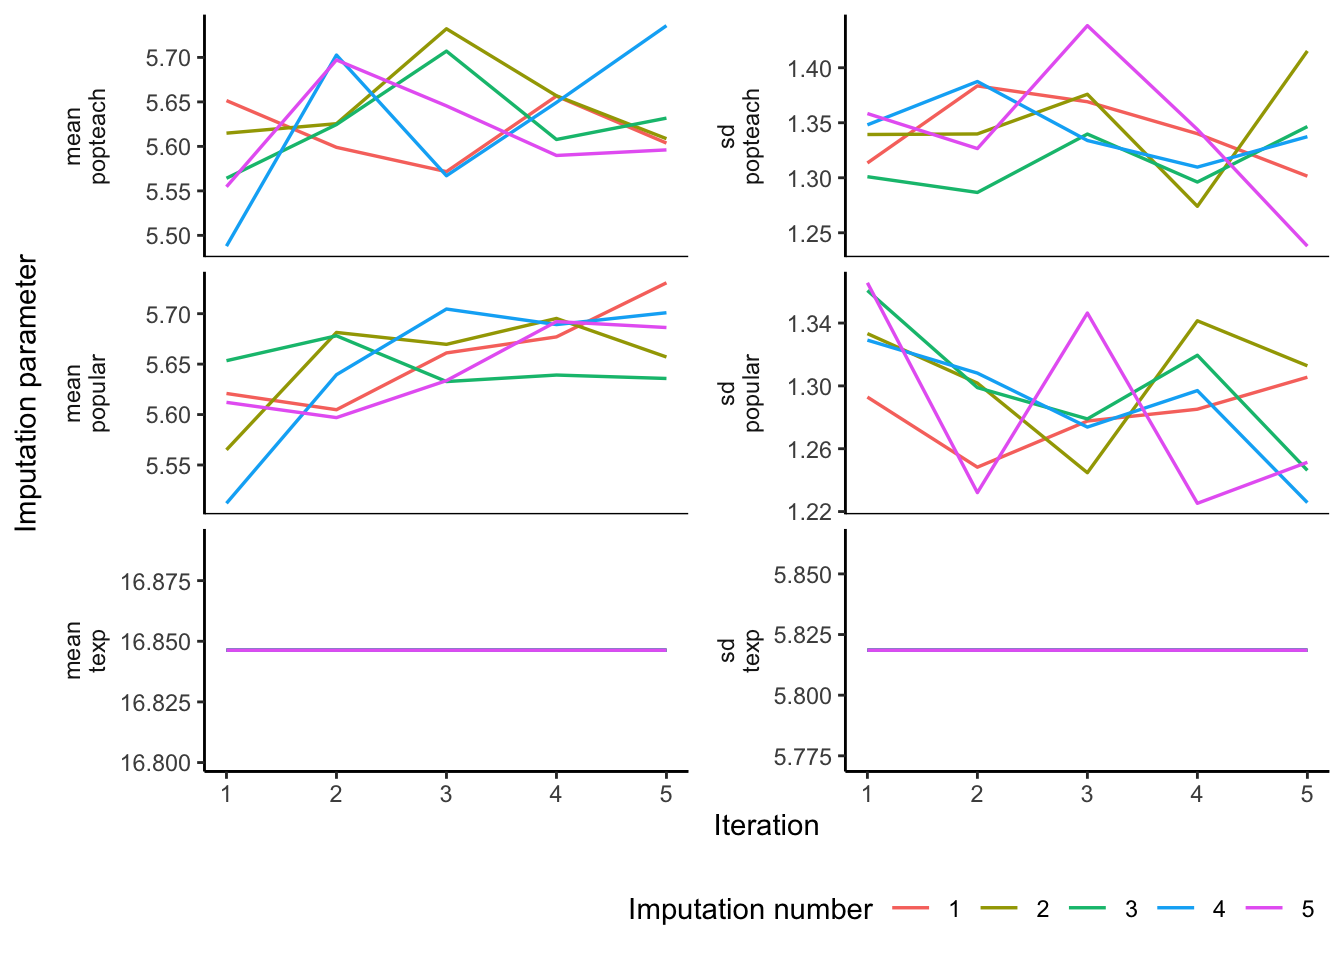 Imputation parameter
mean
popteach
5.70
5.65
5.60
5.55
5.50
sd
popteach
1.40
1.35
1.30
1.25
mean
popular
5.70
5.65
5.60
5.55
sd
popular
1.34
1.30
1.26
1.22
mean
texp
16.875
16.850
16.825
16.800
sd
texp
5.850
5.825
5.800
5.775
1 2 3 4 5
1 2 3 4 5
Iteration
Imputation number 1 2 3 4 5